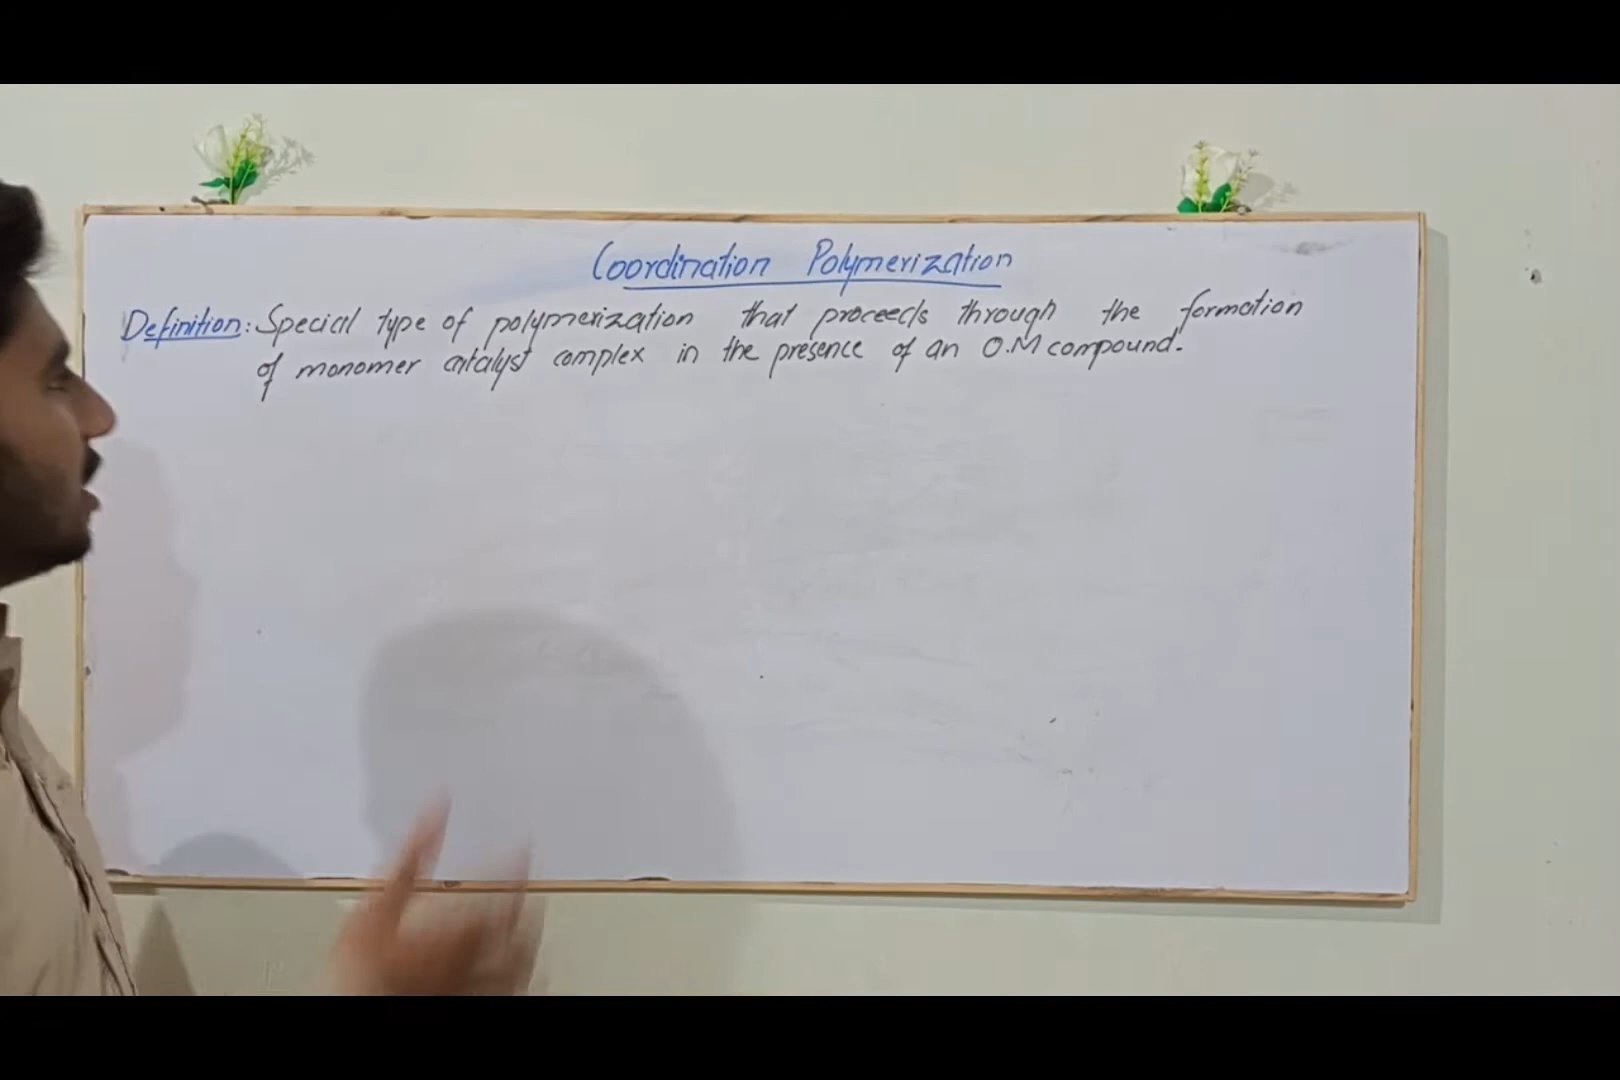 Coordination Polymerization
Definition: Special type of polymerization that proceeds through the formation
of monomer catalyst complex in the presence of an O.M compound.